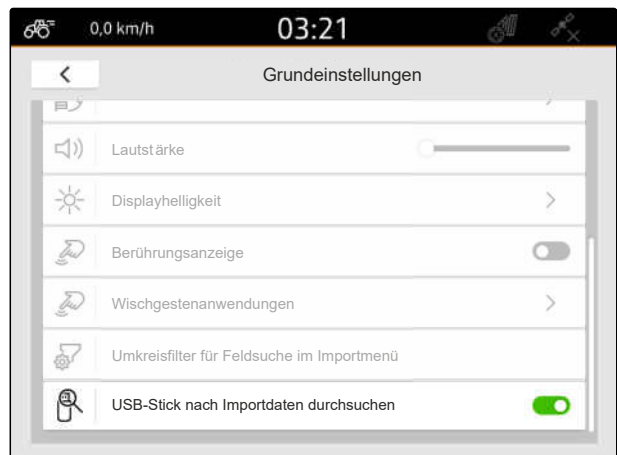 0,0 km/h 03:21
Grundeinstellungen
Lautstärke
Displayhelligkeit
Berührungsanzeige
Wischgestenanwendungen
Umkreisfilter für Feldsuche im Importmenü
USB-Stick nach Importdaten durchsuchen